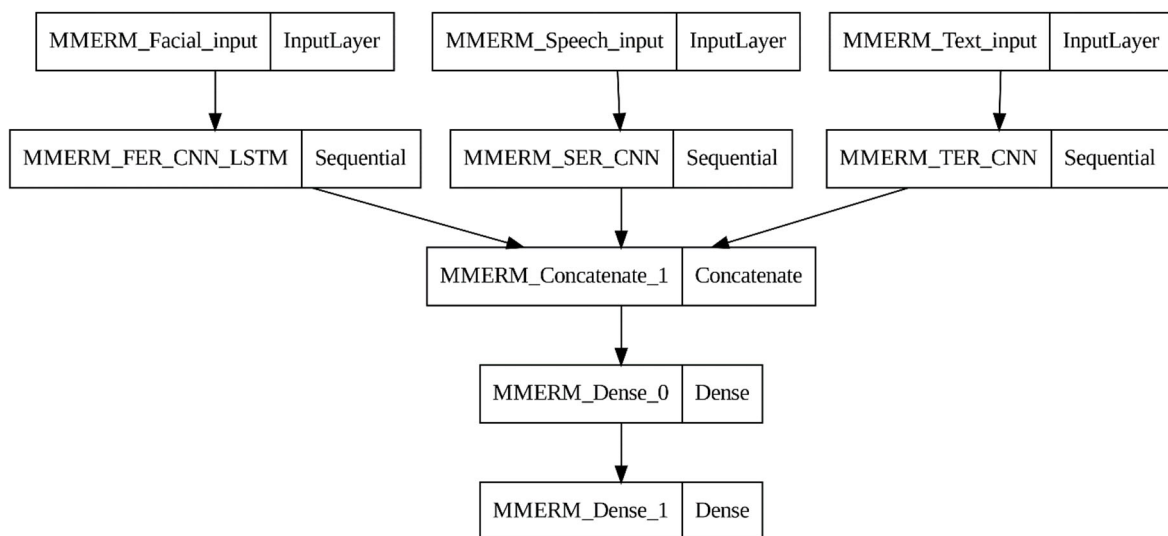 MMERM_Facial_input InputLayer
MMERM_Speech_input InputLayer
MMERM_Text_input InputLayer
MMERM_FER_CNN_LSTM Sequential
MMERM_SER_CNN Sequential
MMERM_TER_CNN Sequential
MMERM_Concatenate_1 Concatenate
MMERM_Dense_0 Dense
MMERM_Dense_1 Dense